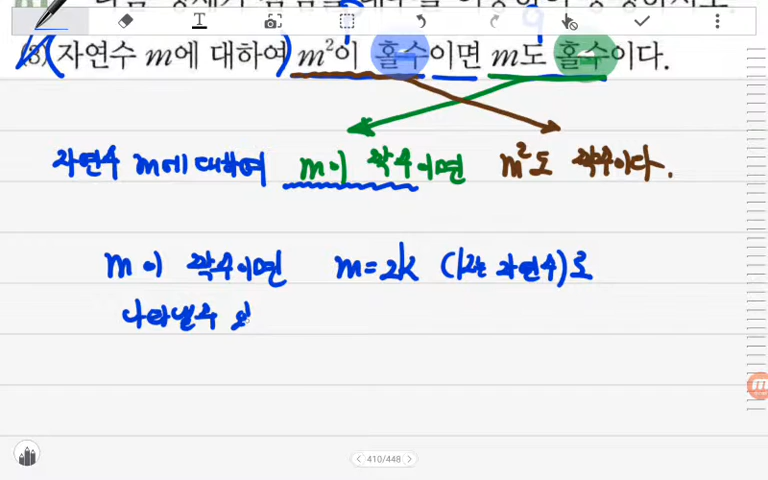 (3) 자연수 m에 대하여 m²이 홀수이면 m도 홀수이다.
자연수 m에 대하여 m이 짝수이면 m²도 짝수이다.
m이 짝수이면 m=2k (k는 자연수)로
나타낼수
410/448